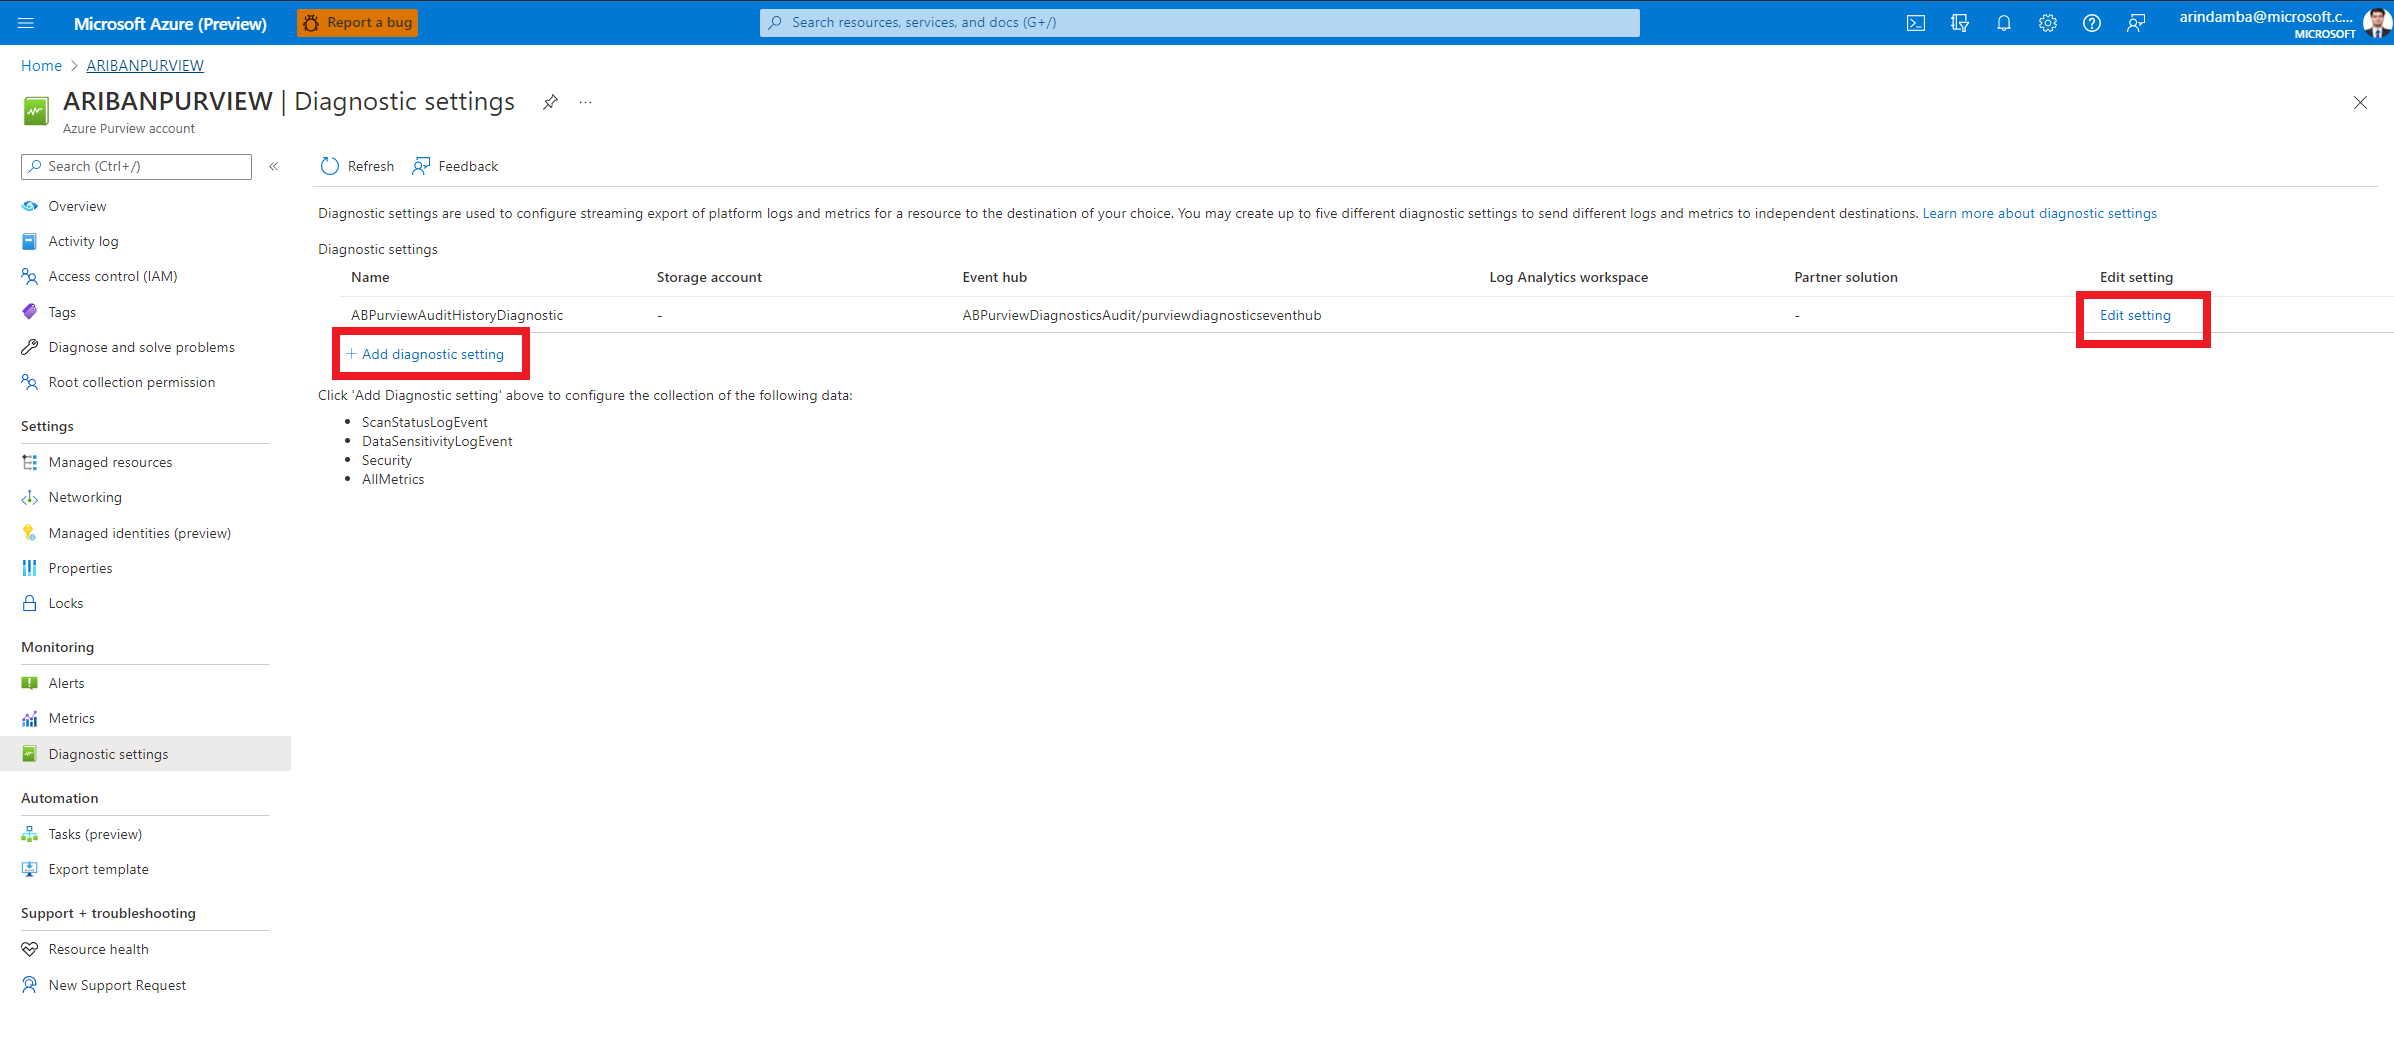 Microsoft Azure (Preview) Report a bug Search resources, services, and docs (G+/) arindamba@microsoft.c...
MICROSOFT
Home > ARIBANPURVIEW
ARIBANPURVIEW | Diagnostic settings ...
Azure Purview account
Search (Ctrl+/) «
Overview
Activity log
Access control (IAM)
Tags
Diagnose and solve problems
Root collection permission
Settings
Managed resources
Networking
Managed identities (preview)
Properties
Locks
Monitoring
Alerts
Metrics
Diagnostic settings
Automation
Tasks (preview)
Export template
Support + troubleshooting
Resource health
New Support Request
Refresh Feedback
Diagnostic settings are used to configure streaming export of platform logs and metrics for a resource to the destination of your choice. You may create up to five different diagnostic settings to send different logs and metrics to independent destinations. Learn more about diagnostic settings
Diagnostic settings
Name Storage account Event hub Log Analytics workspace Partner solution Edit setting
ABPurviewAuditHistoryDiagnostic - ABPurviewDiagnosticsAudit/purviewdiagnosticseventhub - Edit setting
+ Add diagnostic setting
Click 'Add Diagnostic setting' above to configure the collection of the following data:
• ScanStatusLogEvent
• DataSensitivityLogEvent
• Security
• AllMetrics